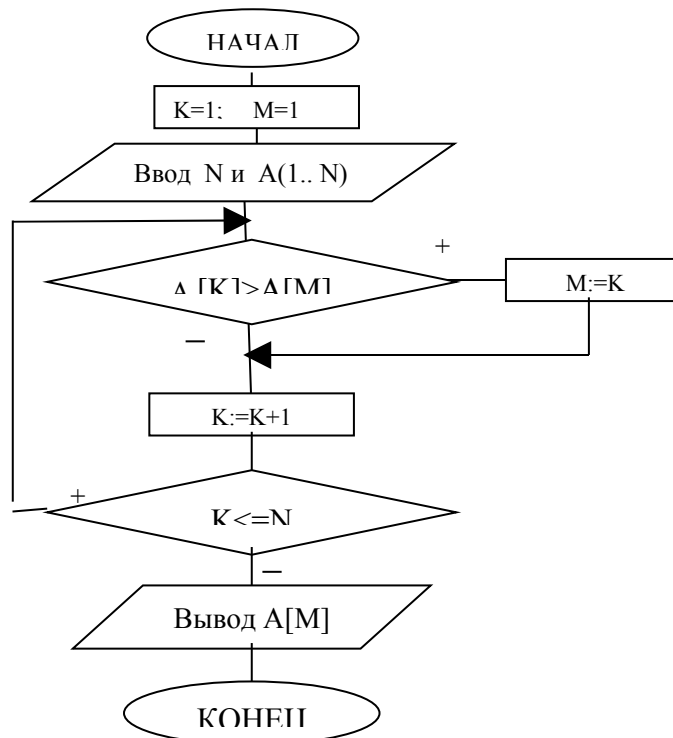 НАЧАЛ
K=1; M=1
Ввод N и A(1.. N)
+
A [K]>A[M]
M:=K
–
K:=K+1
+
K<=N
–
Вывод A[M]
КОНЕЦ